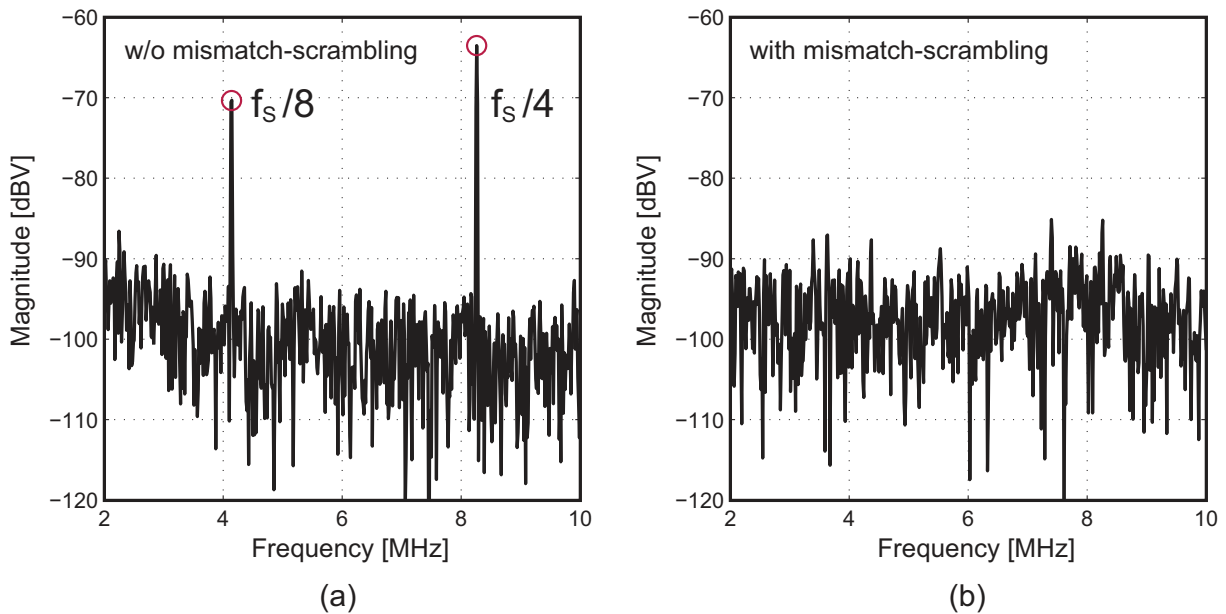 w/o mismatch-scrambling
f_S/8
f_S/4
Magnitude [dBV]
−60
−70
−80
−90
−100
−110
−120
2
4
6
8
10
Frequency [MHz]
(a)
with mismatch-scrambling
Magnitude [dBV]
−60
−70
−80
−90
−100
−110
−120
2
4
6
8
10
Frequency [MHz]
(b)